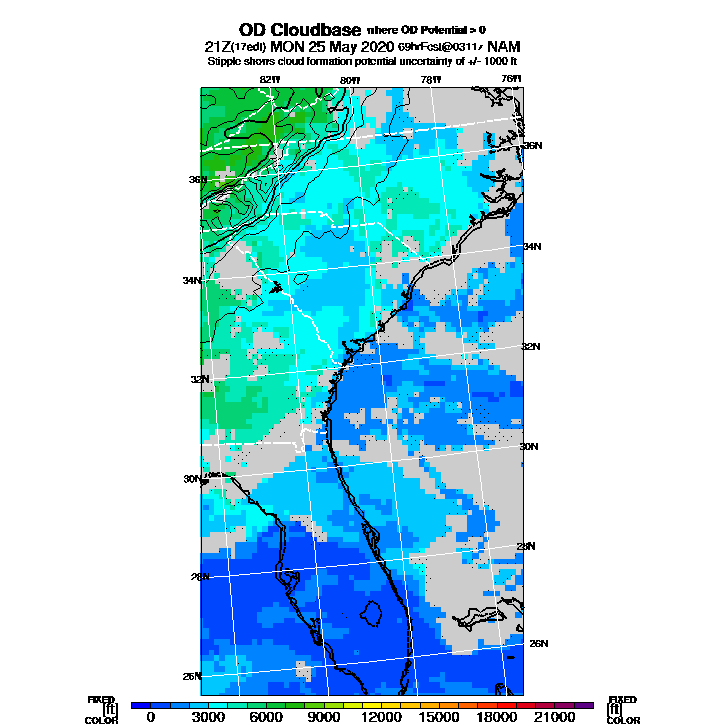 OD Cloudbase where OD Potential > 0
21Z(17edt) MON 25 May 2020 69hrFcst@0311z NAM
Stipple shows cloud formation potential uncertainty of +/- 1000 ft
82W 80W 78W 76W
36N 36N
34N 34N
32N 32N
30N 30N
28N 28N
26N 26N
FIXED [ft] COLOR 0 3000 6000 9000 12000 15000 18000 21000 FIXED [ft] COLOR